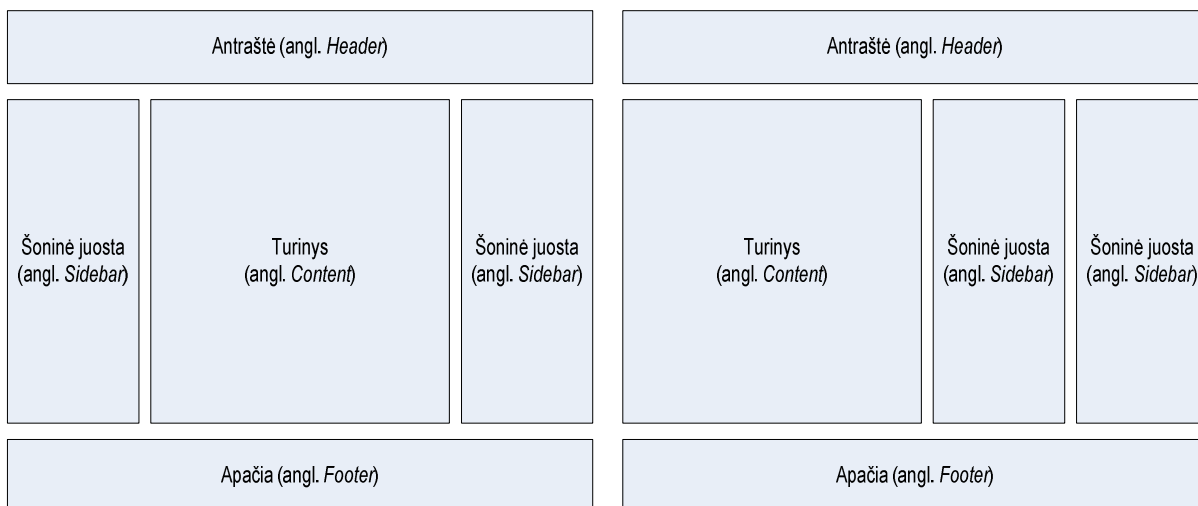 Antraštė (angl. Header)
Šoninė juosta
(angl. Sidebar)
Turinys
(angl. Content)
Šoninė juosta
(angl. Sidebar)
Apačia (angl. Footer)
Antraštė (angl. Header)
Turinys
(angl. Content)
Šoninė juosta
(angl. Sidebar)
Šoninė juosta
(angl. Sidebar)
Apačia (angl. Footer)